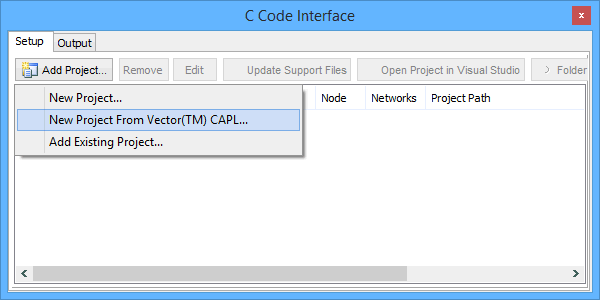 C Code Interface
Setup Output
Add Project... Remove Edit Update Support Files Open Project in Visual Studio > Folder
New Project...
Node Networks Project Path
New Project From Vector(TM) CAPL...
Add Existing Project...